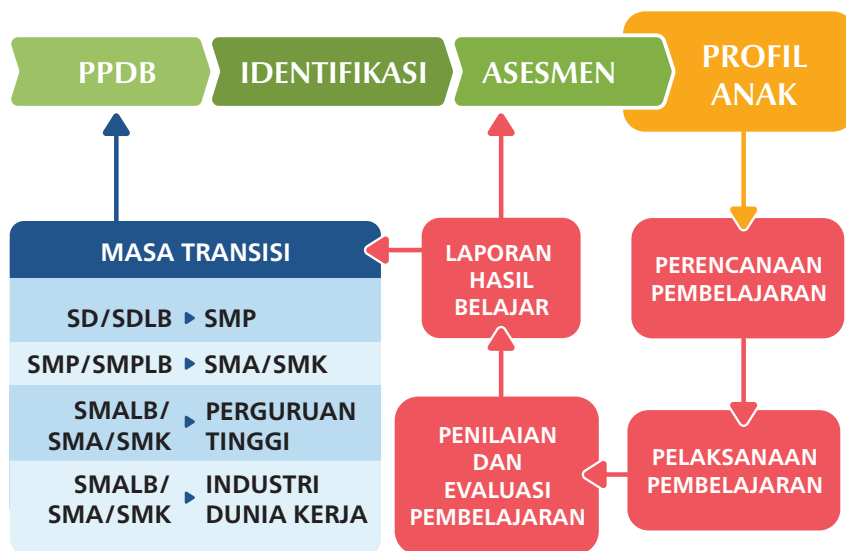 PPDB
IDENTIFIKASI
ASESMEN
PROFIL
ANAK
MASA TRANSISI
SD/SDLB SMP
SMP/SMPLB SMA/SMK
SMALB/ PERGURUAN
SMA/SMK TINGGI
SMALB/ INDUSTRI
SMA/SMK DUNIA KERJA
LAPORAN
HASIL
BELAJAR
PERENCANAAN
PEMBELAJARAN
PENILAIAN
DAN
EVALUASI
PEMBELAJARAN
PELAKSANAAN
PEMBELAJARAN